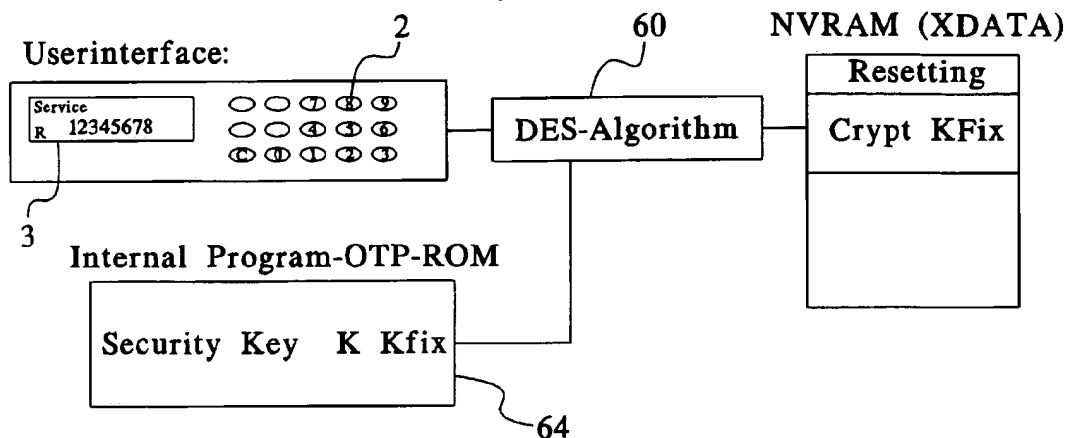 2
60
NVRAM (XDATA)
Userinterface:
Resetting
Service
R 12345678
7 8 9
4 5 6
C 0 1 2 3
DES-Algorithm
Crypt KFix
3
Internal Program-OTP-ROM
Security Key K Kfix
64